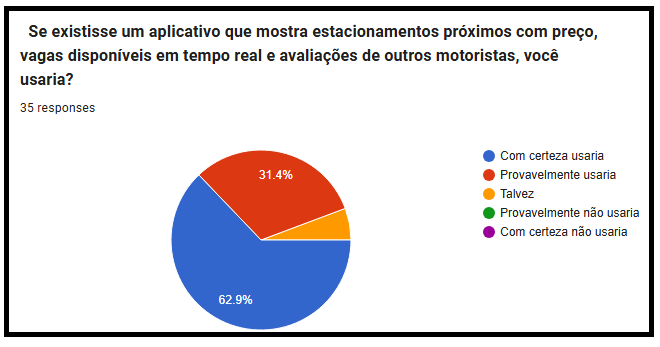 Se existisse um aplicativo que mostra estacionamentos próximos com preço,
vagas disponíveis em tempo real e avaliações de outros motoristas, você
usaria?
35 responses
31.4%
62.9%
Com certeza usaria
Provavelmente usaria
Talvez
Provavelmente não usaria
Com certeza não usaria